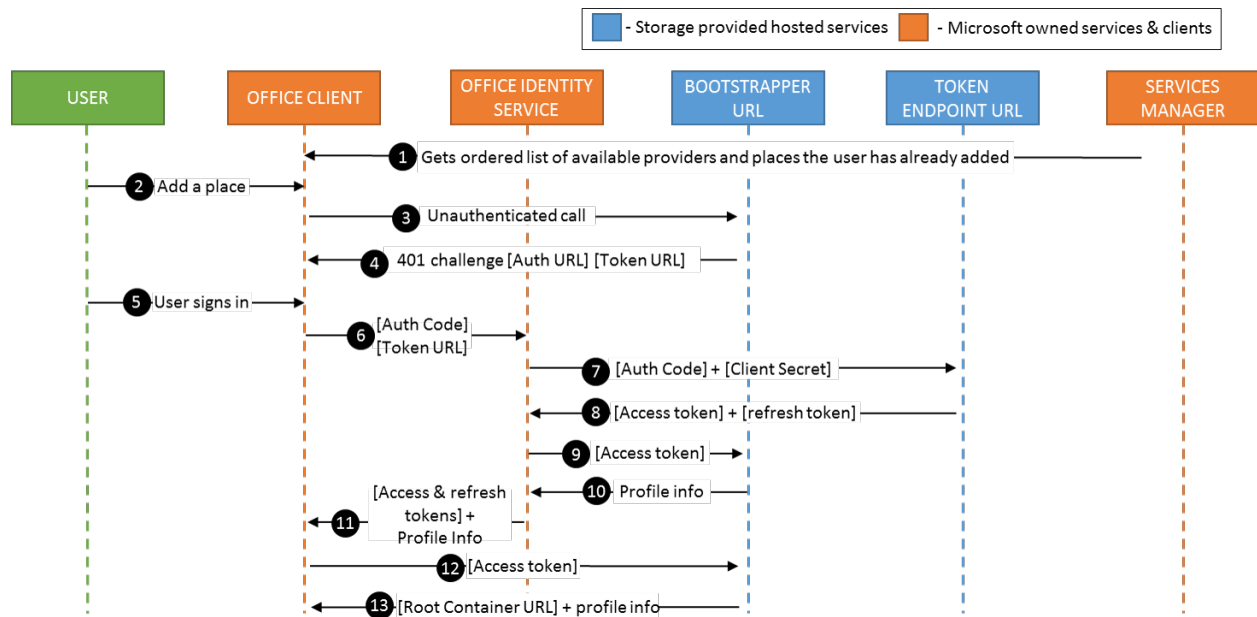 - Storage provided hosted services
- Microsoft owned services & clients
USER
OFFICE CLIENT
OFFICE IDENTITY
SERVICE
BOOTSTRAPPER
URL
TOKEN
ENDPOINT URL
SERVICES
MANAGER
1 Gets ordered list of available providers and places the user has already added
2 Add a place
3 Unauthenticated call
4 401 challenge [Auth URL] [Token URL]
5 User signs in
6 [Auth Code]
[Token URL]
7 [Auth Code] + [Client Secret]
8 [Access token] + [refresh token]
9 [Access token]
10 Profile info
11 [Access & refresh
tokens] +
Profile Info
12 [Access token]
13 [Root Container URL] + profile info